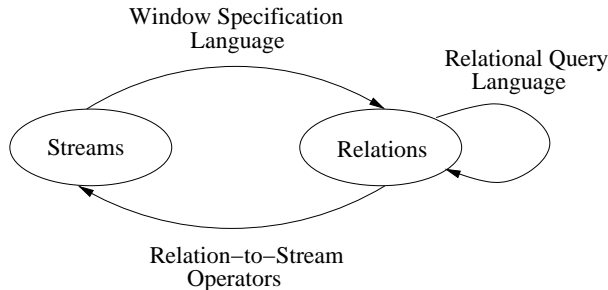 Window Specification
Language
Relational Query
Language
Streams
Relations
Relation−to−Stream
Operators